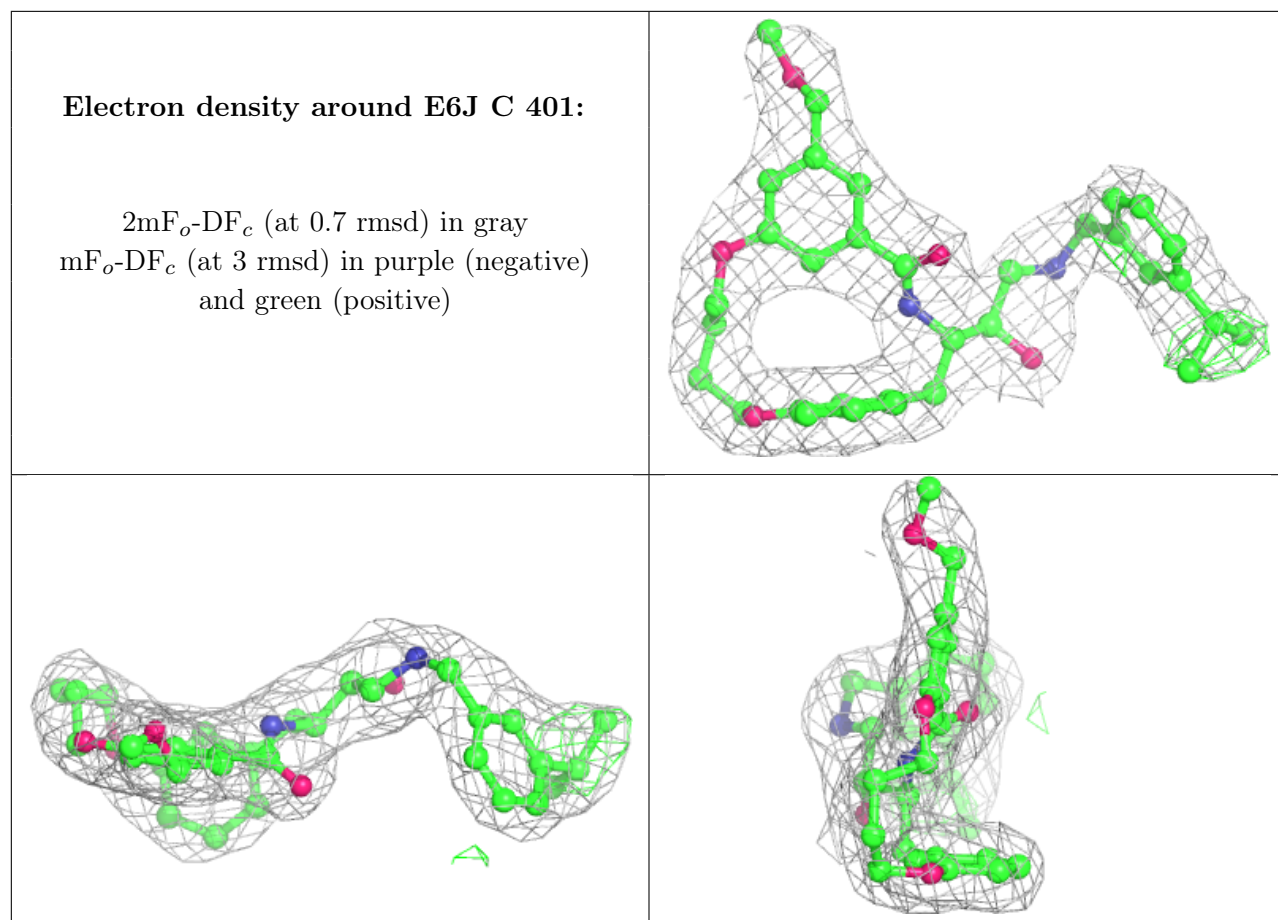 Electron density around E6J C 401:
2mFo-DFc (at 0.7 rmsd) in gray
mFo-DFc (at 3 rmsd) in purple (negative)
and green (positive)